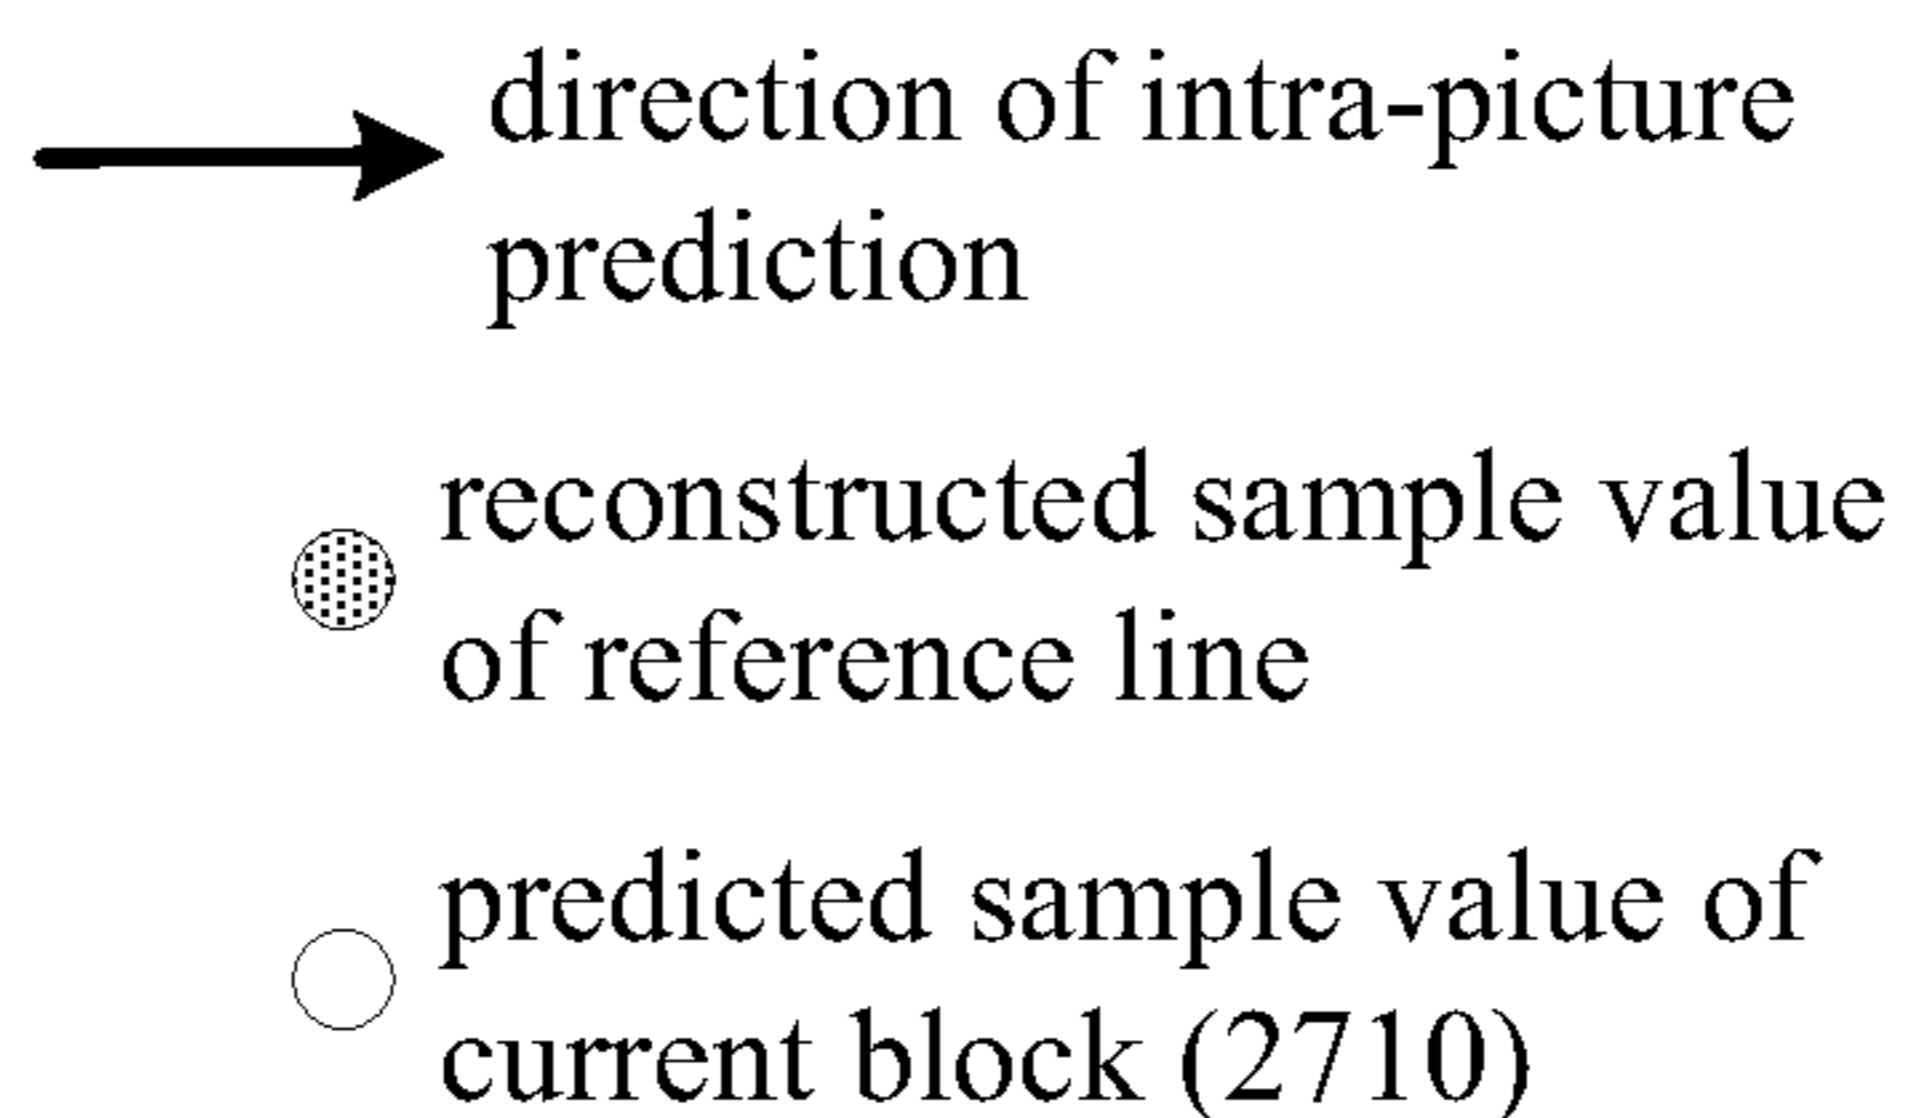 direction of intra-picture
prediction
reconstructed sample value
of reference line
predicted sample value of
current block (2710)